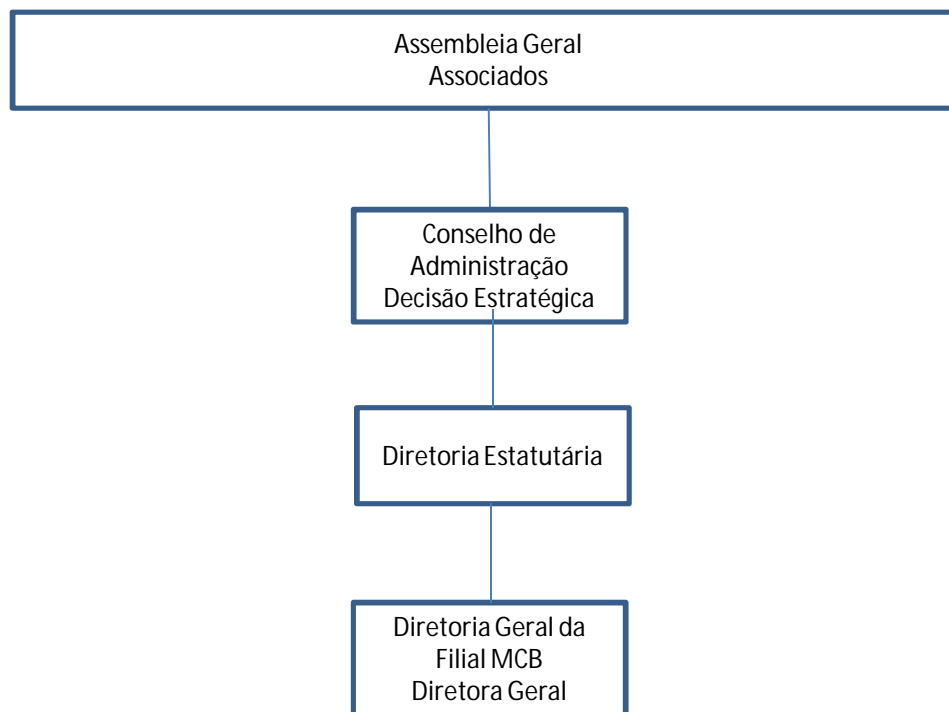 Assembleia Geral
Associados
Conselho de
Administração
Decisão Estratégica
Diretoria Estatutária
Diretoria Geral da
Filial MCB
Diretora Geral